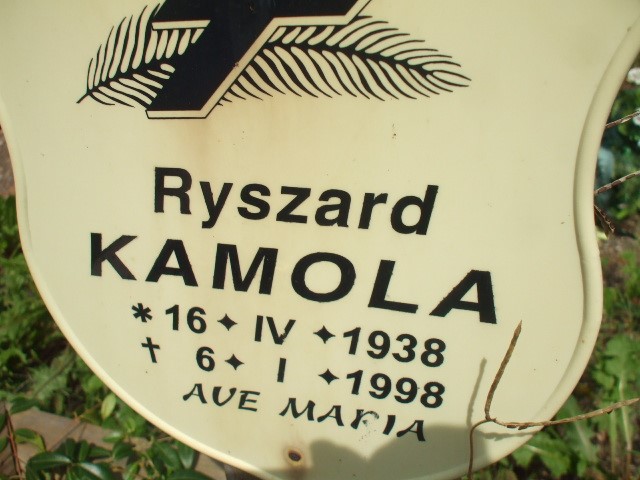 Ryszard
KAMOLA
* 16 ✦ IV ✦ 1938
† 6 ✦ I ✦ 1998
AVE MARIA